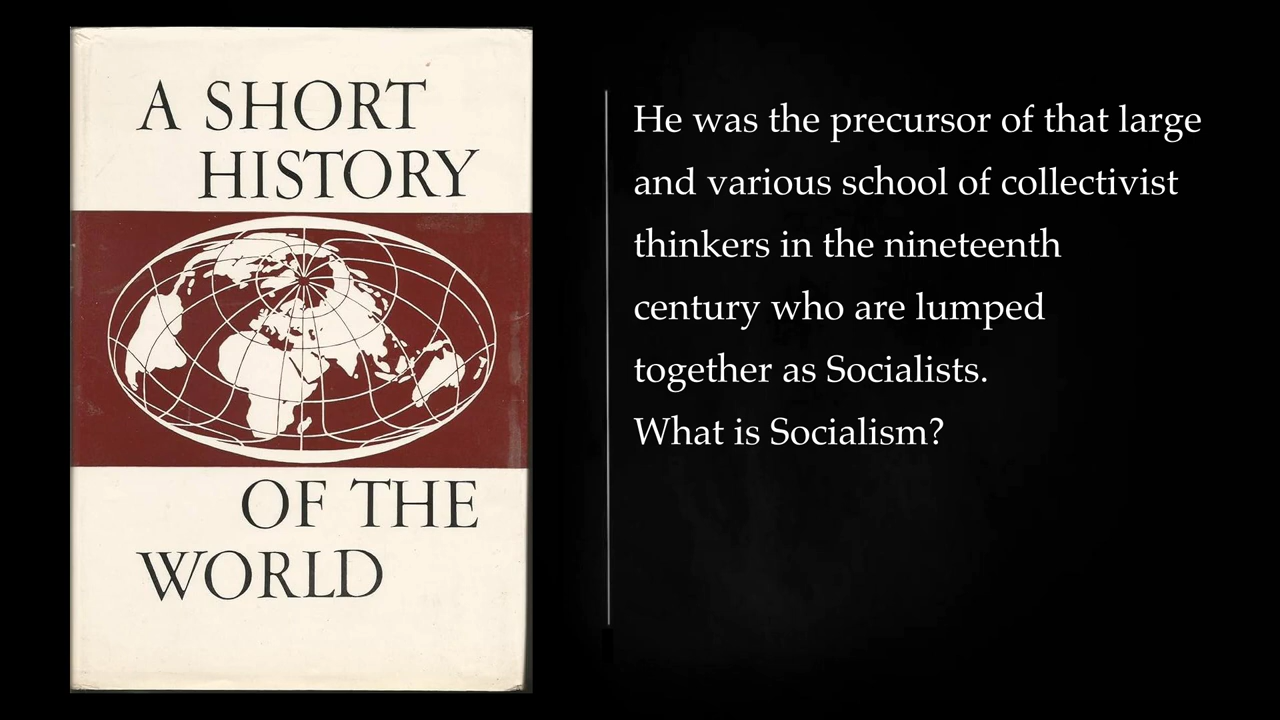 A SHORT
HISTORY
OF THE
WORLD
He was the precursor of that large
and various school of collectivist
thinkers in the nineteenth
century who are lumped
together as Socialists.
What is Socialism?